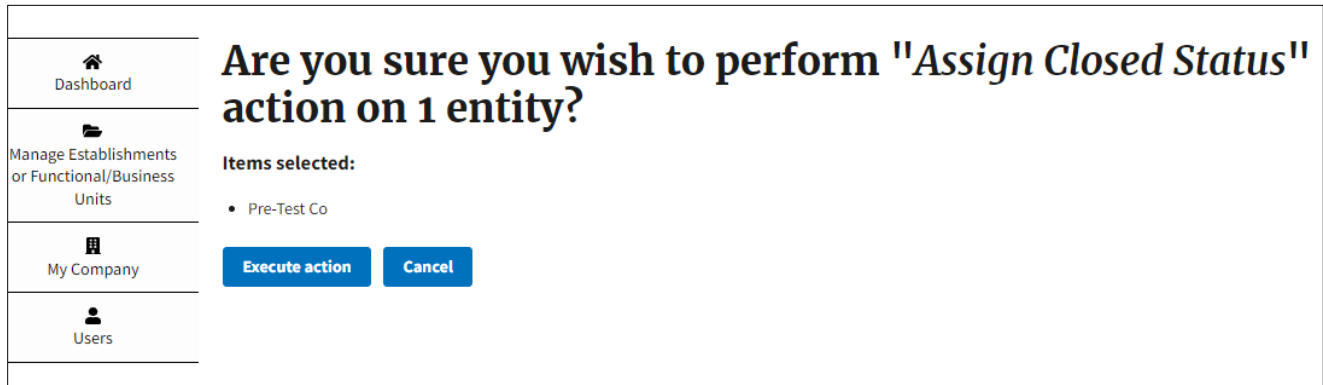 Dashboard
Manage Establishments
or Functional/Business
Units
My Company
Users
Are you sure you wish to perform "Assign Closed Status"
action on 1 entity?
Items selected:
• Pre-Test Co
Execute action
Cancel